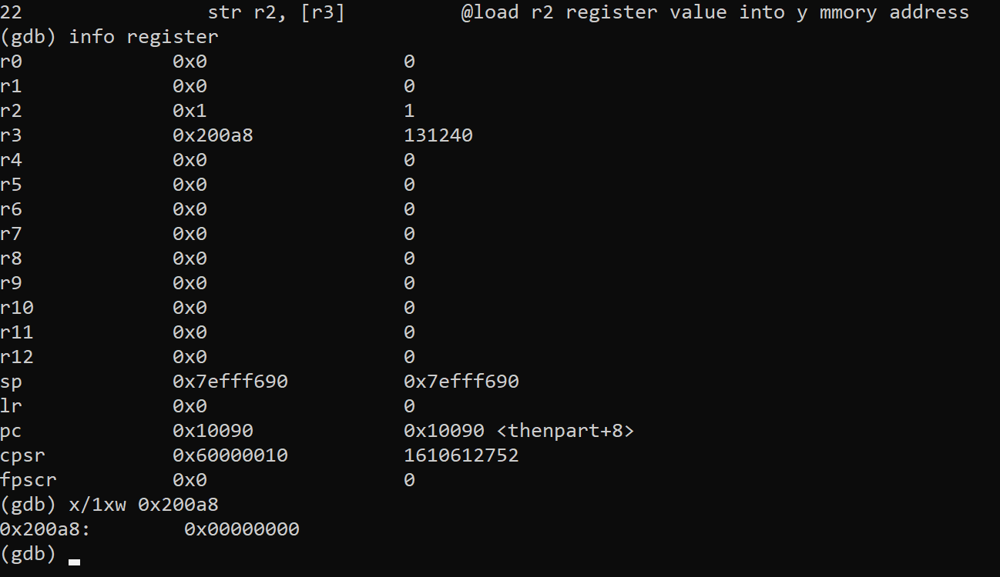 22                str r2, [r3]          @load r2 register value into y mmory address
(gdb) info register
r0             0x0                 0
r1             0x0                 0
r2             0x1                 1
r3             0x200a8             131240
r4             0x0                 0
r5             0x0                 0
r6             0x0                 0
r7             0x0                 0
r8             0x0                 0
r9             0x0                 0
r10            0x0                 0
r11            0x0                 0
r12            0x0                 0
sp             0x7efff690          0x7efff690
lr             0x0                 0
pc             0x10090             0x10090 <thenpart+8>
cpsr           0x60000010          1610612752
fpscr          0x0                 0
(gdb) x/1xw 0x200a8
0x200a8:        0x00000000
(gdb)